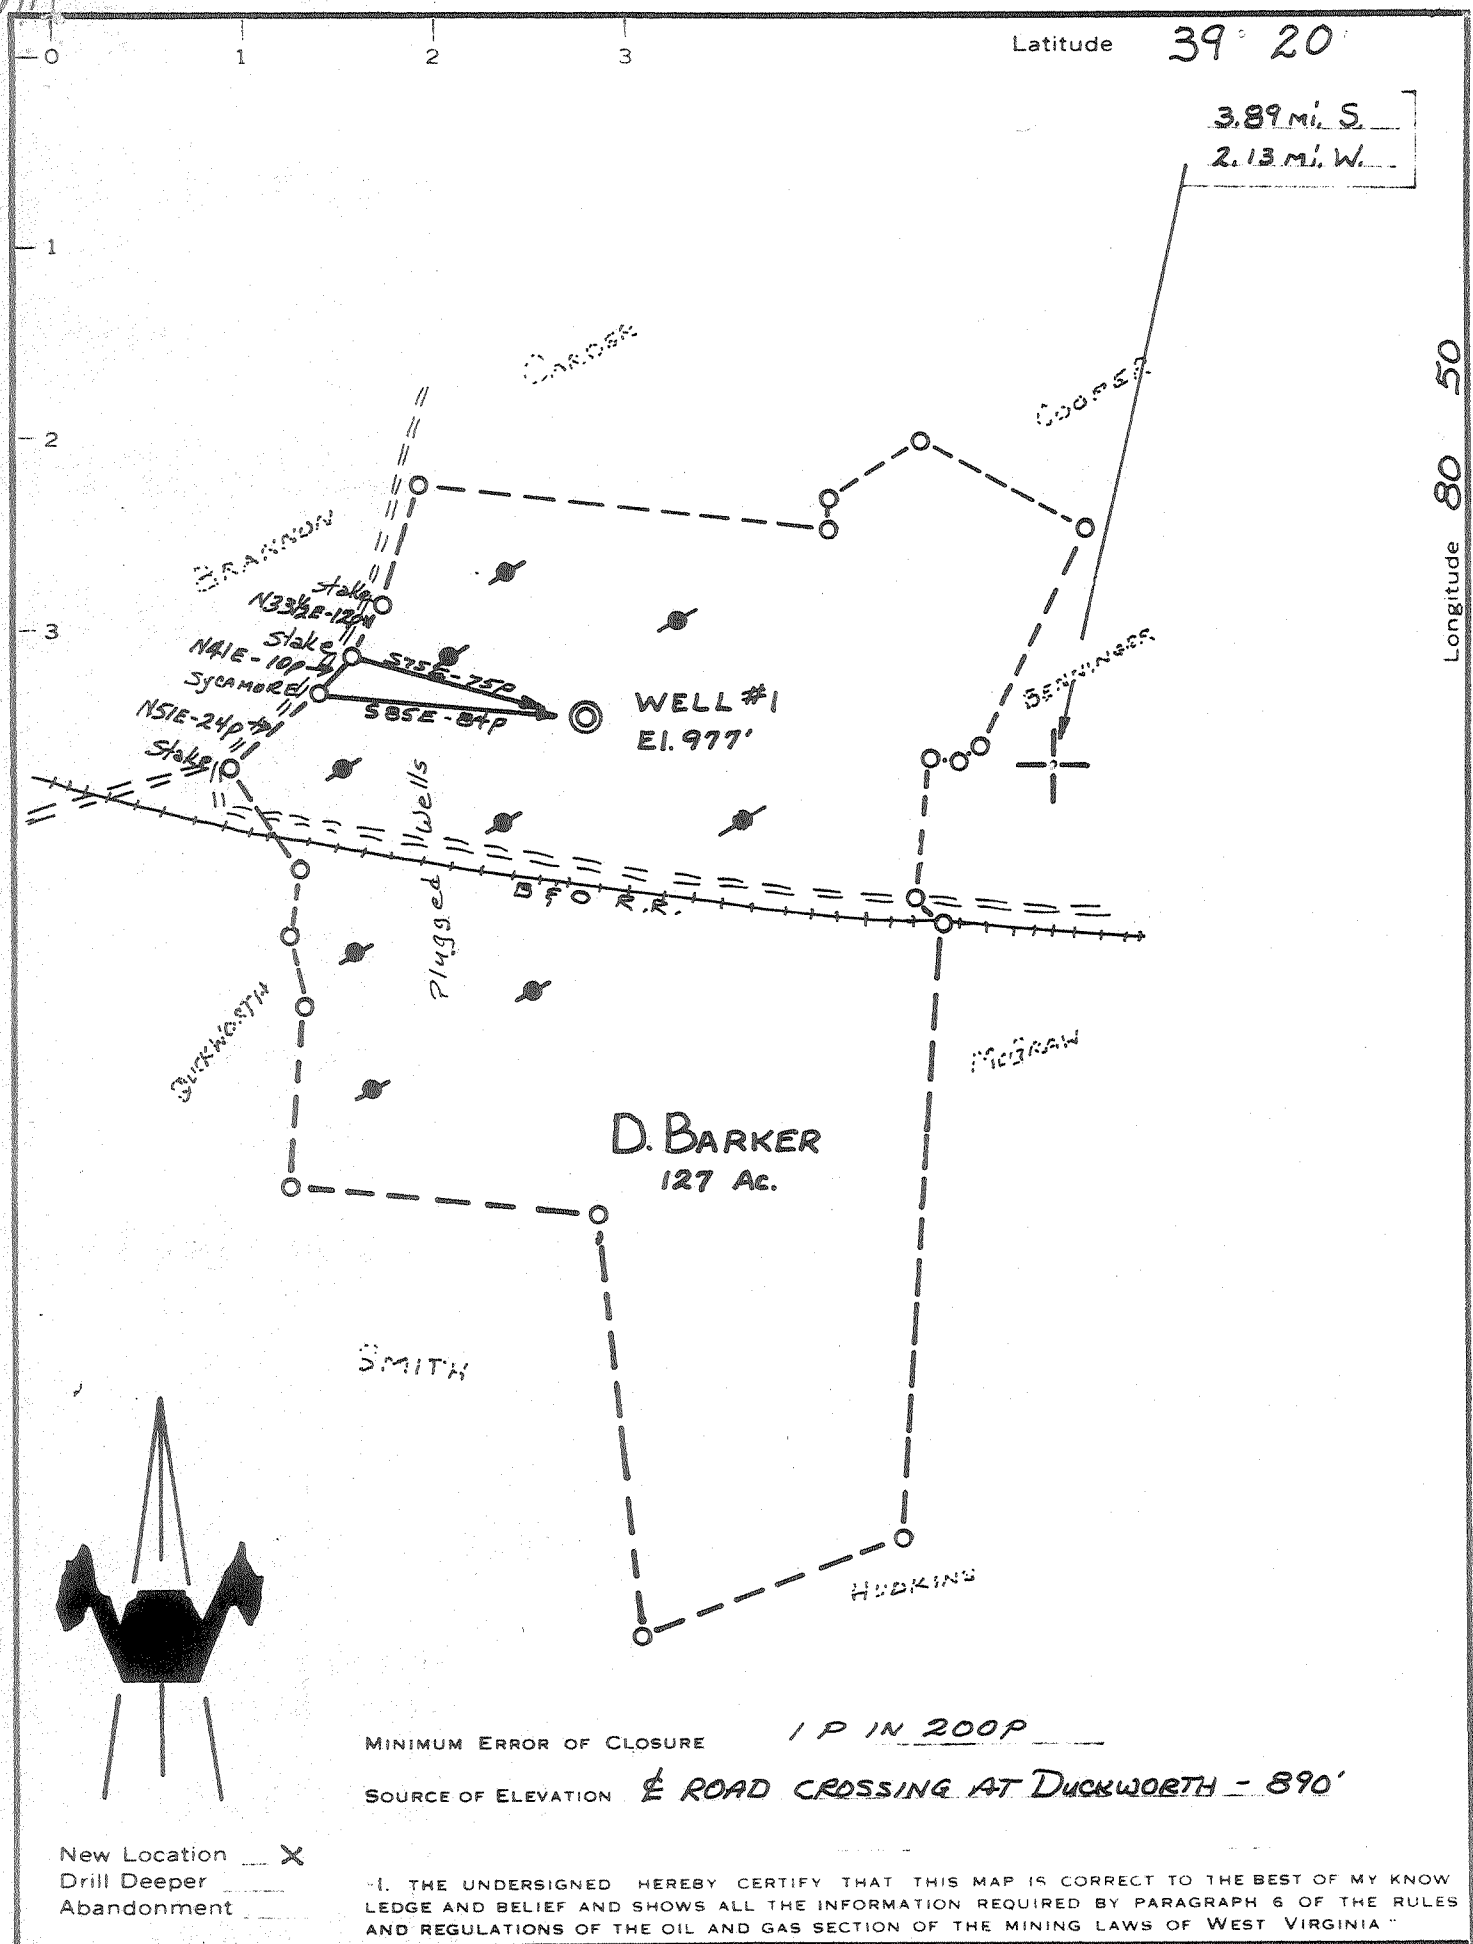 0 1 2 3
Latitude 39° 20'
3.89 mi. S.
2.13 mi. W.
1
2
3
Longitude 80 50
CARDER
COOPER
BRANNON
Stake
N33½E-120
Stake
N41E-10P
SYCAMORE
N51E-24P
Stake
S75E-75P
S85E-84P
WELL #1
El. 977'
BENNINGER
Plugged Wells
B & O R.R.
DUCKWORTH
McGRAW
D. BARKER
127 Ac.
SMITH
HUDKINS
MINIMUM ERROR OF CLOSURE 1 P IN 200P
SOURCE OF ELEVATION ROAD CROSSING AT DUCKWORTH - 890'
New Location X
Drill Deeper
Abandonment
I. THE UNDERSIGNED HEREBY CERTIFY THAT THIS MAP IS CORRECT TO THE BEST OF MY KNOW
LEDGE AND BELIEF AND SHOWS ALL THE INFORMATION REQUIRED BY PARAGRAPH 6 OF THE RULES
AND REGULATIONS OF THE OIL AND GAS SECTION OF THE MINING LAWS OF WEST VIRGINIA "